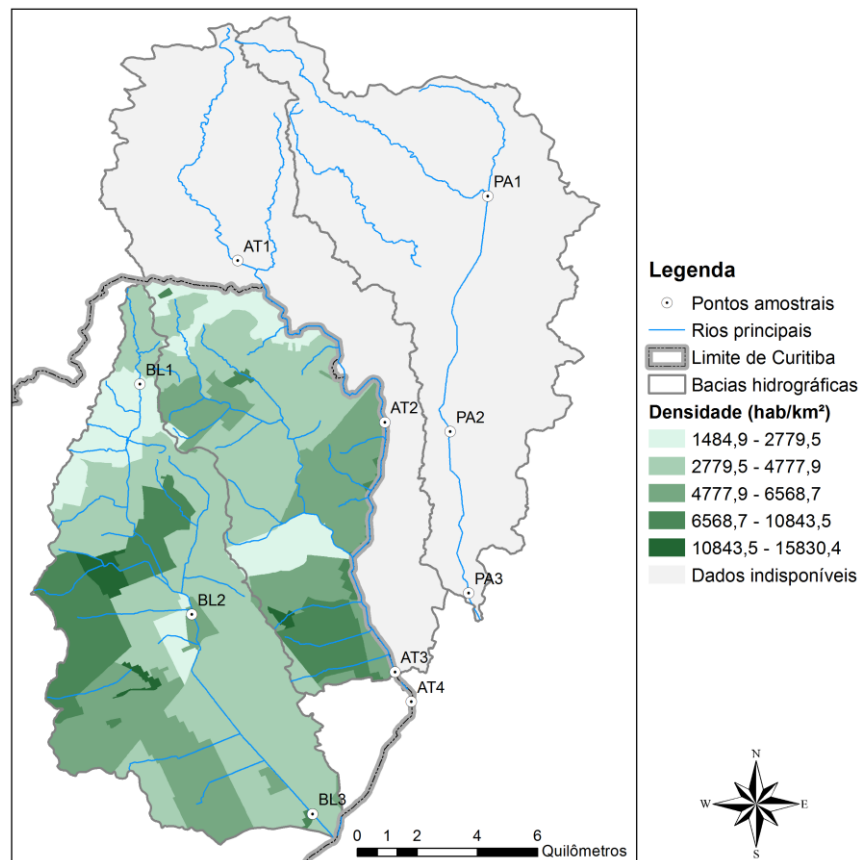 PA1
AT1
BL1
AT2
PA2
PA3
BL2
AT3
AT4
BL3
0 1 2 4 6
Quilômetros
Legenda
Pontos amostrais
Rios principais
Limite de Curitiba
Bacias hidrográficas
Densidade (hab/km²)
1484,9 - 2779,5
2779,5 - 4777,9
4777,9 - 6568,7
6568,7 - 10843,5
10843,5 - 15830,4
Dados indisponíveis
N
W E
S